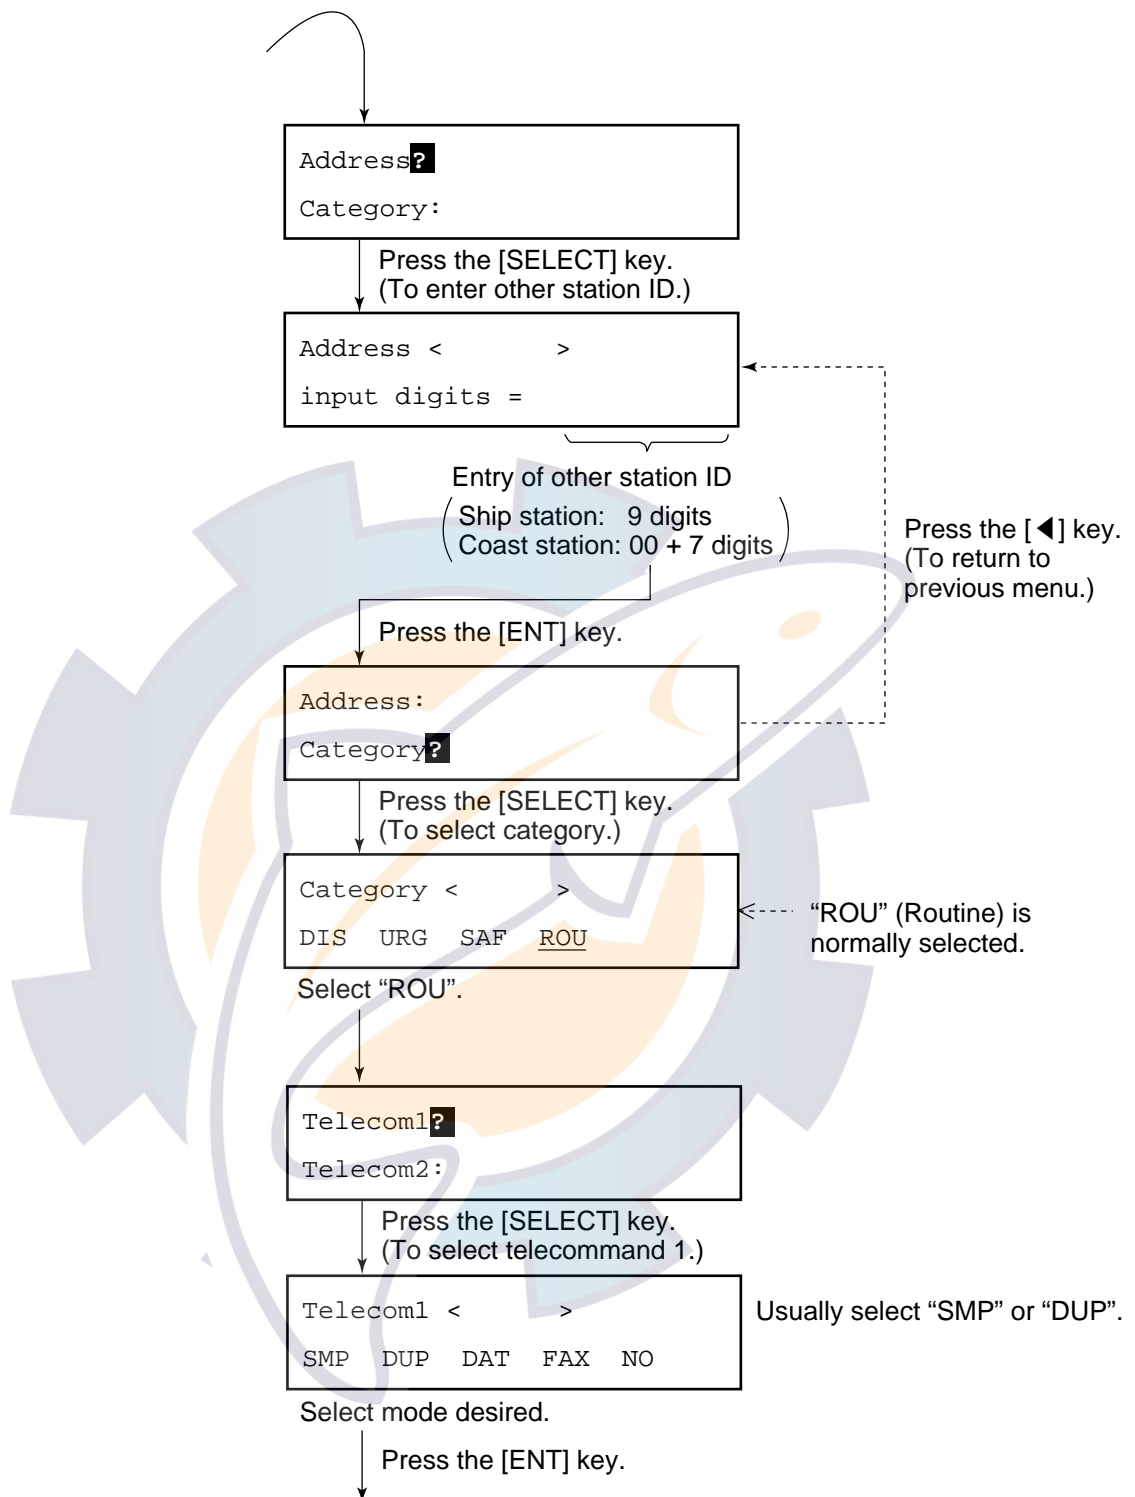 Address?
Category:
Press the [SELECT] key.
(To enter other station ID.)
Address <       >
input digits =
Entry of other station ID
(Ship station:   9 digits
Coast station: 00 + 7 digits)
Press the [◀] key.
(To return to
previous menu.)
Press the [ENT] key.
Address:
Category?
Press the [SELECT] key.
(To select category.)
Category <      >
DIS  URG  SAF  ROU
“ROU” (Routine) is
normally selected.
Select “ROU”.
Telecom1?
Telecom2:
Press the [SELECT] key.
(To select telecommand 1.)
Telecom1 <      >
SMP  DUP  DAT  FAX  NO
Usually select “SMP” or “DUP”.
Select mode desired.
Press the [ENT] key.